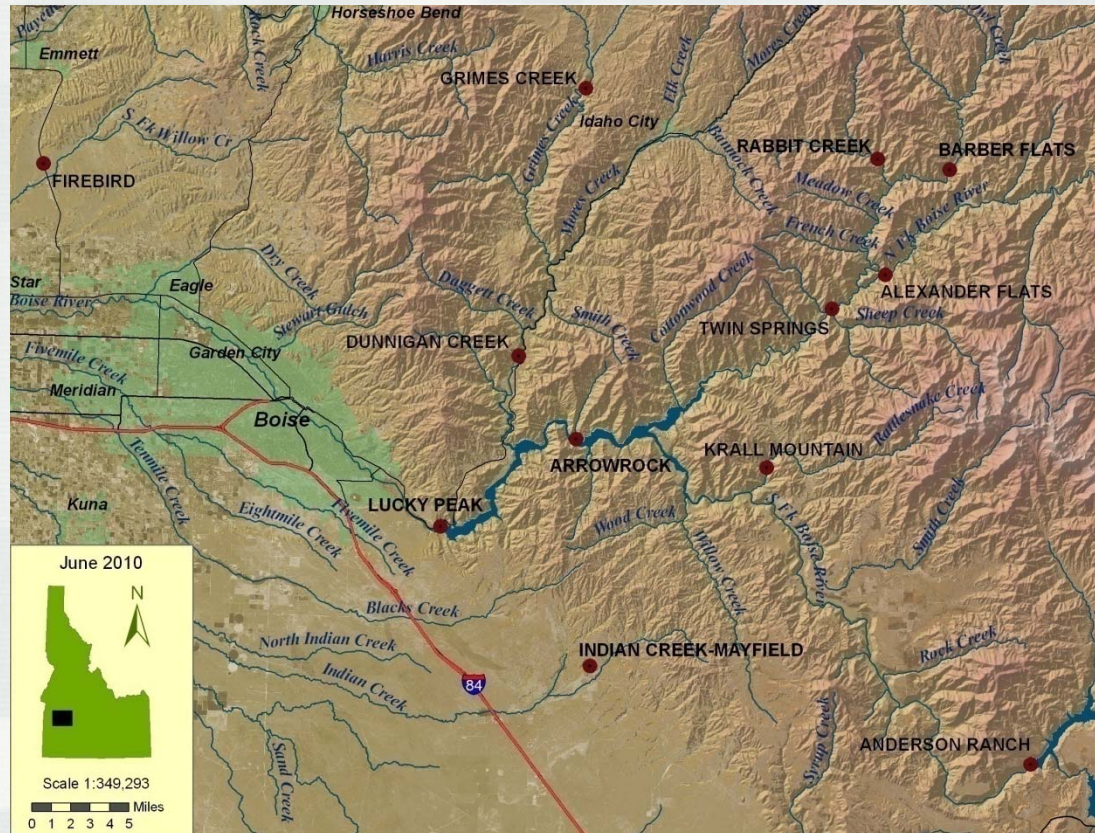 Payette
Horseshoe Bend
Owl Creek
Emmett
Rock Creek
Harris Creek
Mores Creek
GRIMES CREEK
Elk Creek
Grimes Creek
Idaho City
S Fk Willow Cr
FIREBIRD
Bannock Creek
RABBIT CREEK
BARBER FLATS
Meadow Creek
Mores Creek
French Creek
N Fk Boise River
Dry Creek
Star
Eagle
Boise River
Stewart Gulch
Daggett Creek
Cottonwood Creek
ALEXANDER FLATS
Smith Creek
TWIN SPRINGS
Sheep Creek
Fivemile Creek
Garden City
DUNNIGAN CREEK
Meridian
Boise
Rattlesnake Creek
ARROWROCK
KRALL MOUNTAIN
Tenmile Creek
Kuna
LUCKY PEAK
Eightmile Creek
Fivemile Creek
Wood Creek
Willow Creek
S Fk Boise River
Smith Creek
June 2010
N
Blacks Creek
North Indian Creek
INDIAN CREEK-MAYFIELD
Rock Creek
Indian Creek
84
Sand Creek
Syrup Creek
ANDERSON RANCH
Scale 1:349,293
Miles
0 1 2 3 4 5